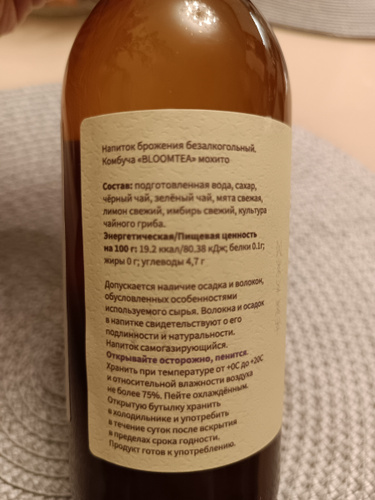 Напиток брожения безалкогольный.
Комбуча «BLOOMTEA» мохито
Состав: подготовленная вода, сахар,
чёрный чай, зелёный чай, мята свежая,
лимон свежий, имбирь свежий, культура
чайного гриба.
Энергетическая/Пищевая ценность
на 100 г: 19.2 ккал/80.38 кДж; белки 0.1г;
жиры 0 г; углеводы 4,7 г
Допускается наличие осадка и волокон,
обусловленных особенностями
используемого сырья. Волокна и осадок
в напитке свидетельствуют о его
подлинности и натуральности.
Напиток самогазирующийся.
Открывайте осторожно, пенится.
Хранить при температуре от +0С до +20С
и относительной влажности воздуха
не более 75%. Пейте охлаждённым.
Открытую бутылку хранить
в холодильнике и употребить
в течение суток после вскрытия
в пределах срока годности.
Продукт готов к употреблению.